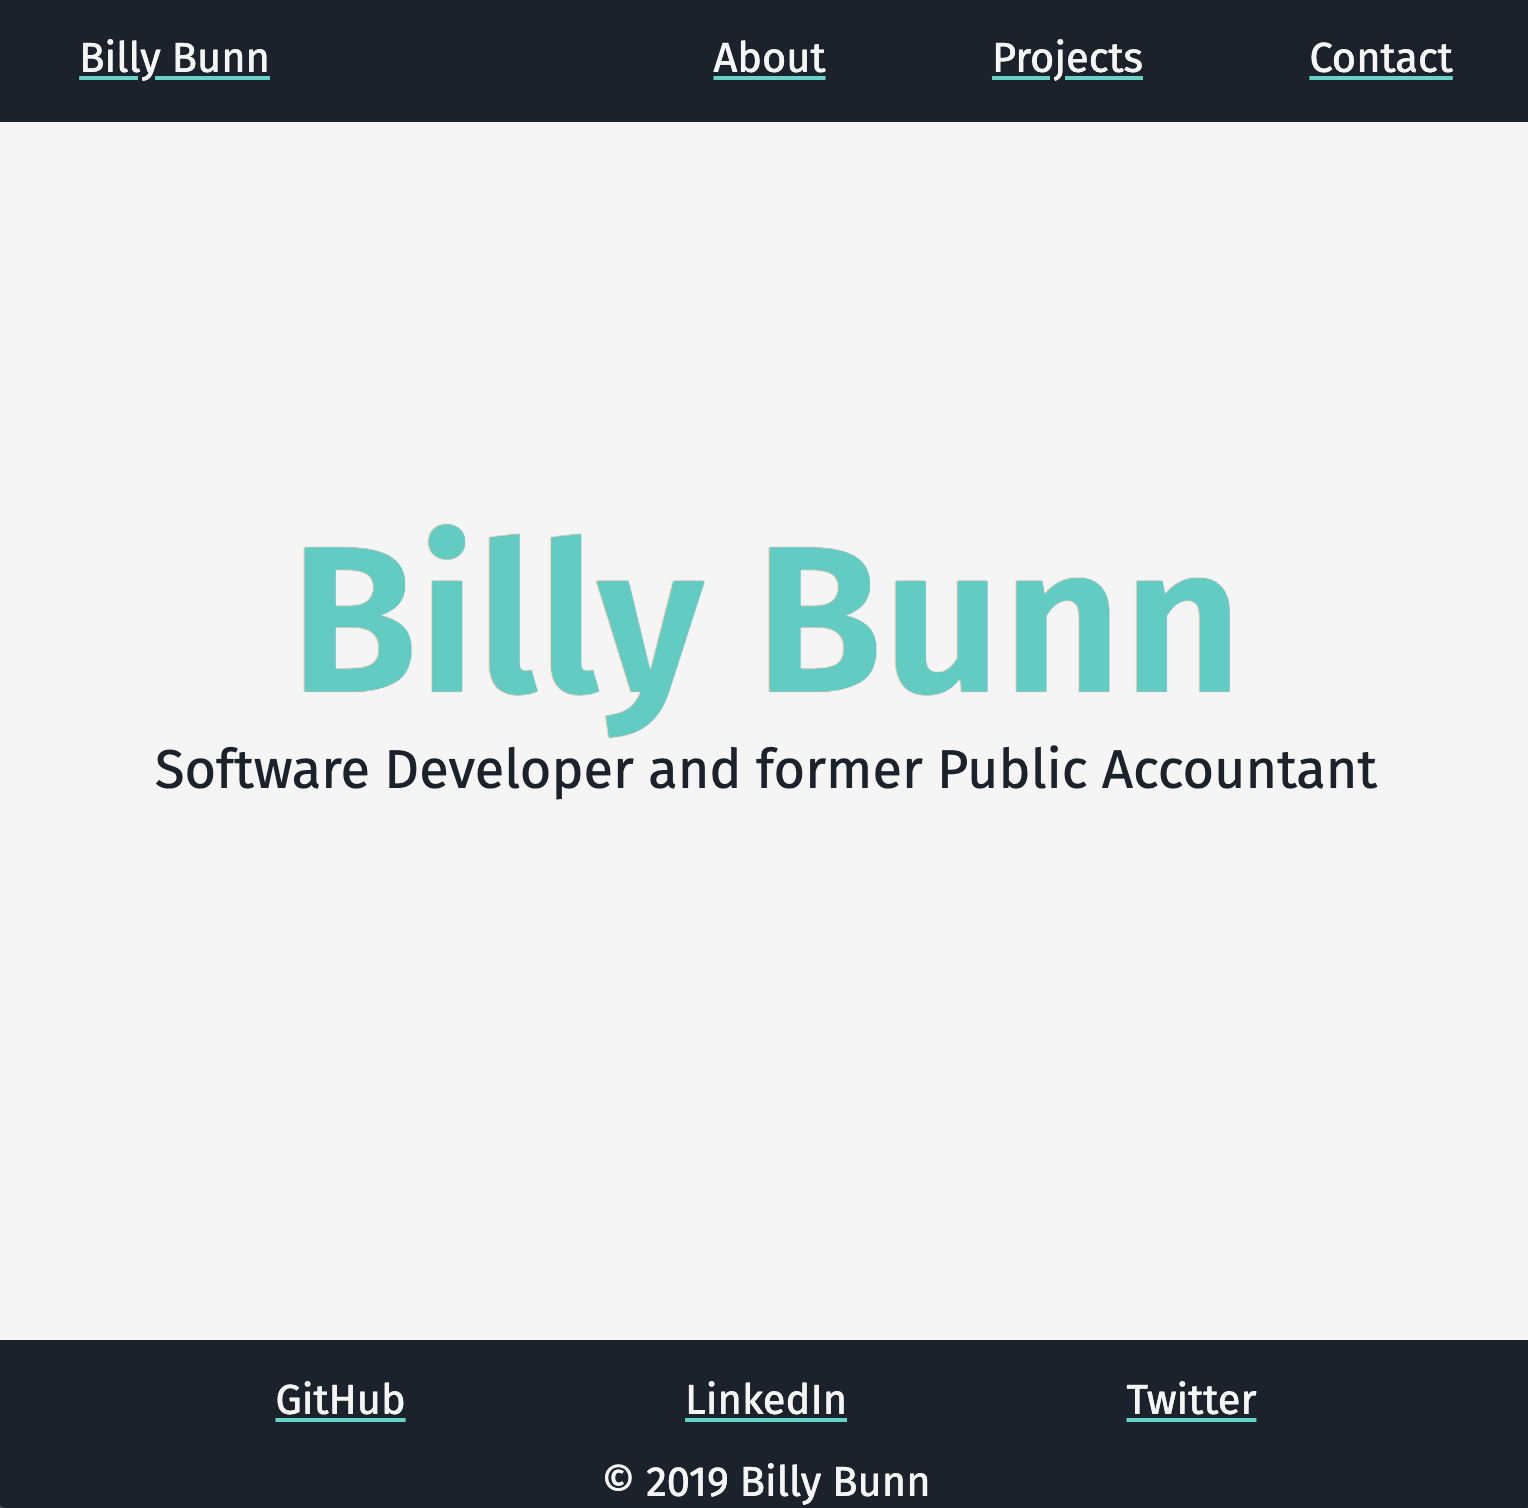 Billy Bunn About Projects Contact
Billy Bunn
Software Developer and former Public Accountant
GitHub LinkedIn Twitter
© 2019 Billy Bunn